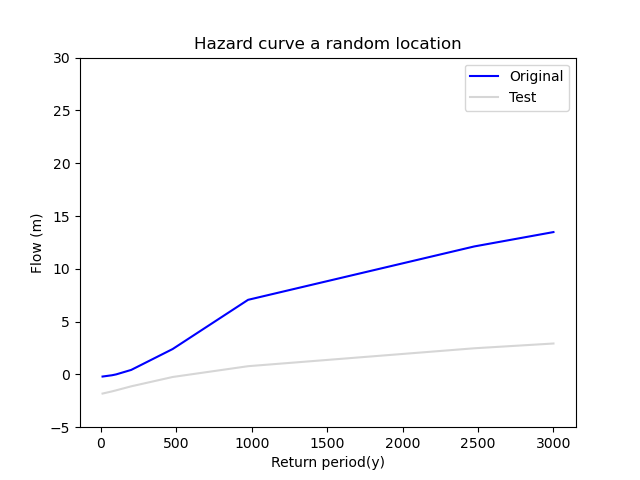 Hazard curve a random location
Original
Test
30
25
20
15
10
5
0
−5
Flow (m)
0 500 1000 1500 2000 2500 3000
Return period(y)